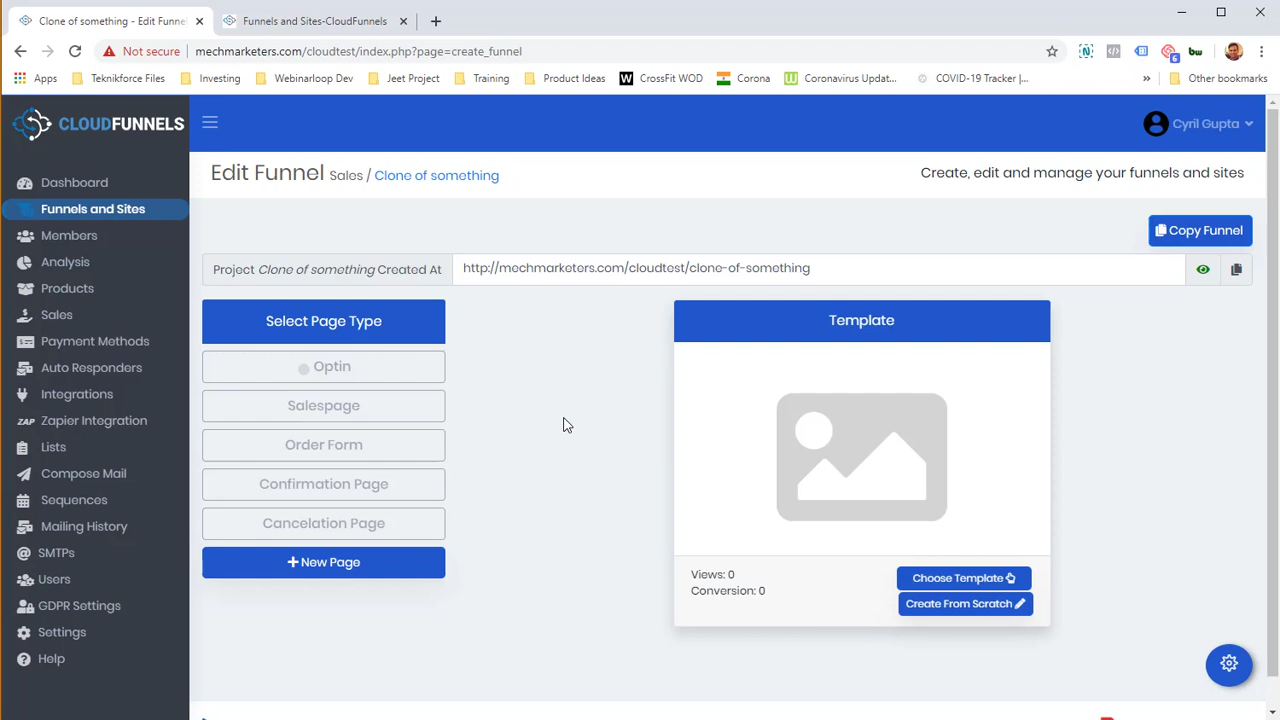 Clone of something - Edit Funnel
Funnels and Sites-CloudFunnels
Not secure
mechmarketers.com/cloudtest/index.php?page=create_funnel
6
bw
Apps
Teknikforce Files
Investing
Webinarloop Dev
Jeet Project
Training
Product Ideas
CrossFit WOD
Corona
Coronavirus Updat...
COVID-19 Tracker |...
Other bookmarks
CLOUDFUNNELS
Cyril Gupta
Dashboard
Funnels and Sites
Members
Analysis
Products
Sales
Payment Methods
Auto Responders
Integrations
ZAP Zapier Integration
Lists
Compose Mail
Sequences
Mailing History
SMTPs
Users
GDPR Settings
Settings
Help
Edit Funnel Sales / Clone of something
Create, edit and manage your funnels and sites
Copy Funnel
Project Clone of something Created At
http://mechmarketers.com/cloudtest/clone-of-something
Select Page Type
Optin
Salespage
Order Form
Confirmation Page
Cancelation Page
+ New Page
Template
Views: 0
Conversion: 0
Choose Template
Create From Scratch